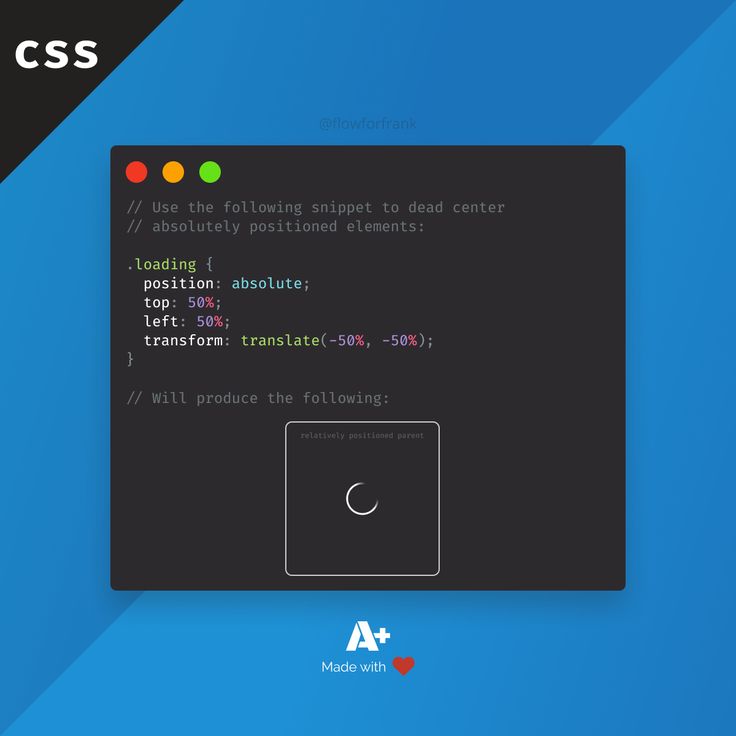 CSS
@flowforfrank
// Use the following snippet to dead center
// absolutely positioned elements:
.loading {
  position: absolute;
  top: 50%;
  left: 50%;
  transform: translate(-50%, -50%);
}
// Will produce the following:
relatively positioned parent
A+
Made with